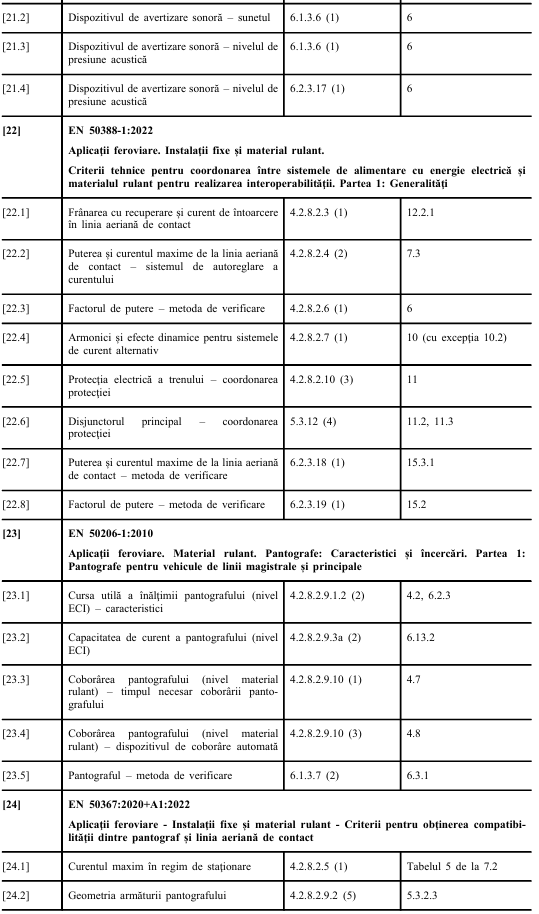 [21.2] Dispozitivul de avertizare sonoră – sunetul 6.1.3.6 (1) 6
[21.3] Dispozitivul de avertizare sonoră – nivelul de 6.1.3.6 (1) 6
presiune acustică
[21.4] Dispozitivul de avertizare sonoră – nivelul de 6.2.3.17 (1) 6
presiune acustică
[22] EN 50388-1:2022
Aplicații feroviare. Instalații fixe și material rulant.
Criterii tehnice pentru coordonarea între sistemele de alimentare cu energie electrică și
materialul rulant pentru realizarea interoperabilității. Partea 1: Generalități
[22.1] Frânarea cu recuperare și curent de întoarcere 4.2.8.2.3 (1) 12.2.1
în linia aeriană de contact
[22.2] Puterea și curentul maxime de la linia aeriană 4.2.8.2.4 (2) 7.3
de contact – sistemul de autoreglare a
curentului
[22.3] Factorul de putere – metoda de verificare 4.2.8.2.6 (1) 6
[22.4] Armonici și efecte dinamice pentru sistemele 4.2.8.2.7 (1) 10 (cu excepția 10.2)
de curent alternativ
[22.5] Protecția electrică a trenului – coordonarea 4.2.8.2.10 (3) 11
protecției
[22.6] Disjunctorul principal – coordonarea 5.3.12 (4) 11.2, 11.3
protecției
[22.7] Puterea și curentul maxime de la linia aeriană 6.2.3.18 (1) 15.3.1
de contact – metoda de verificare
[22.8] Factorul de putere – metoda de verificare 6.2.3.19 (1) 15.2
[23] EN 50206-1:2010
Aplicații feroviare. Material rulant. Pantografe: Caracteristici și încercări. Partea 1:
Pantografe pentru vehicule de linii magistrale și principale
[23.1] Cursa utilă a înălțimii pantografului (nivel 4.2.8.2.9.1.2 (2) 4.2, 6.2.3
ECI) – caracteristici
[23.2] Capacitatea de curent a pantografului (nivel 4.2.8.2.9.3a (2) 6.13.2
ECI)
[23.3] Coborârea pantografului (nivel material 4.2.8.2.9.10 (1) 4.7
rulant) – timpul necesar coborârii panto-
grafului
[23.4] Coborârea pantografului (nivel material 4.2.8.2.9.10 (3) 4.8
rulant) – dispozitivul de coborâre automată
[23.5] Pantograful – metoda de verificare 6.1.3.7 (2) 6.3.1
[24] EN 50367:2020+A1:2022
Aplicații feroviare - Instalații fixe și material rulant - Criterii pentru obținerea compatibi-
lității dintre pantograf și linia aeriană de contact
[24.1] Curentul maxim în regim de staționare 4.2.8.2.5 (1) Tabelul 5 de la 7.2
[24.2] Geometria armăturii pantografului 4.2.8.2.9.2 (5) 5.3.2.3